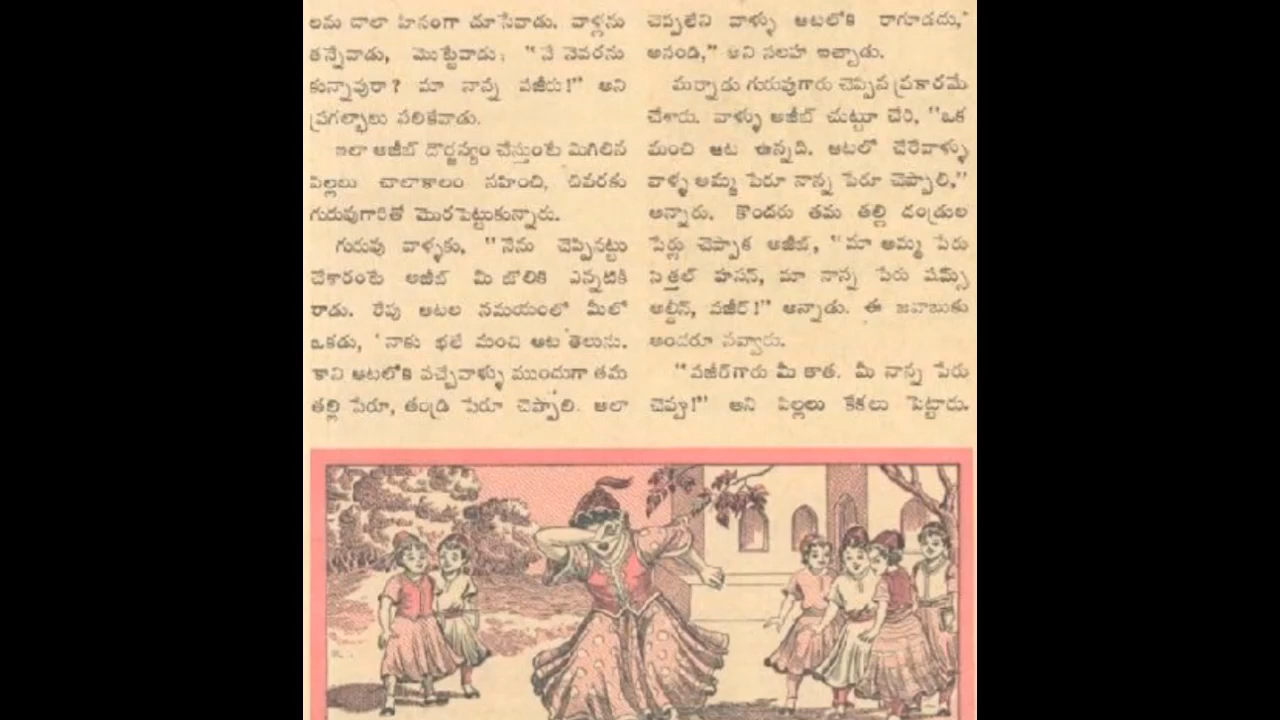 లను చాలా హీనంగా చూసేవాడు. వాళ్లను
తన్నేవాడు, మొట్టేవాడు; "నే నెవరను
కున్నావురా? మా నాన్న వజీరు!" అని
ప్రగల్భాలు పలికేవాడు.
ఇలా అజీబ్ దౌర్జన్యం చేస్తుంటే మిగిలిన
పిల్లలు చాలాకాలం సహించి, చివరకు
గురువుగారితో మొరపెట్టుకున్నారు.
గురువు వాళ్ళకు, "నేను చెప్పినట్టు
చేశారంటే అజీబ్ మీ జోలికి ఎన్నటికీ
రాడు. రేపు ఆటల సమయంలో మీలో
ఒకడు, 'నాకు భలే మంచి ఆట తెలుసు.
కాని ఆటలోకి వచ్చేవాళ్ళు ముందుగా తమ
తల్లి పేరూ, తండ్రి పేరూ చెప్పాలి. అలా
చెప్పలేని వాళ్ళు ఆటలోకి రాగూడదు,'
అనండి," అని సలహా ఇచ్చాడు.
మర్నాడు గురువుగారు చెప్పిన ప్రకారమే
చేశారు. వాళ్ళు అజీబ్ చుట్టూ చేరి, "ఒక
మంచి ఆట ఉన్నది. ఆటలో చేరేవాళ్ళు
వాళ్ళ అమ్మ పేరూ నాన్న పేరూ చెప్పాలి,"
అన్నారు. కొందరు తమ తల్లి దండ్రుల
పేర్లు చెప్పాక అజీబ్, "మా అమ్మ పేరు
సిత్తల్ హసన్, మా నాన్న పేరు షమ్స్
అల్దీన్, వజీర్!" అన్నాడు. ఈ జవాబుకు
అందరూ నవ్వారు.
"వజీర్‌గారు మీ తాత. మీ నాన్న పేరు
చెప్పు!" అని పిల్లలు కేకలు పెట్టారు.